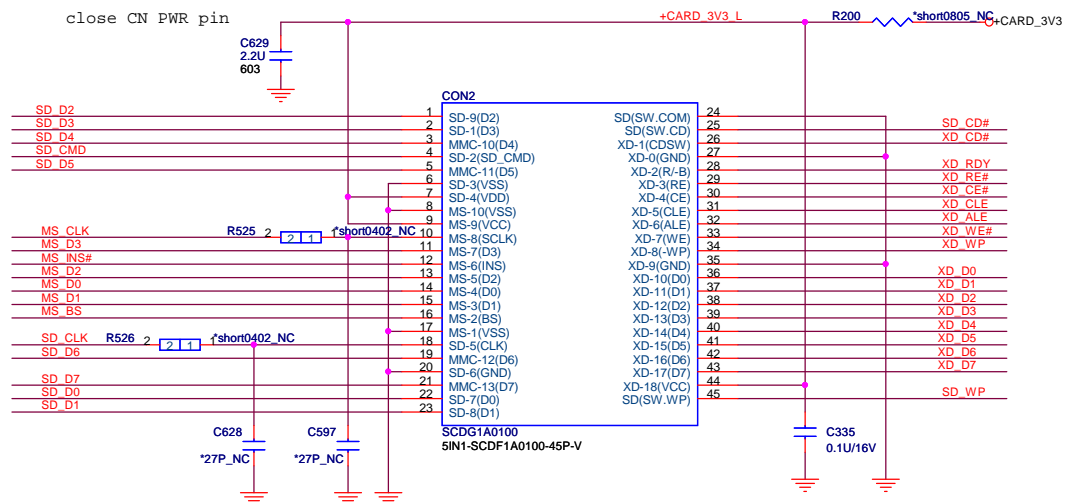 close CN PWR pin
+CARD_3V3_L
R200
*short0805_NC
+CARD_3V3
C629
2.2U
603
CON2
SD_D2 1 SD-9(D2)
SD_D3 2 SD-1(D3)
SD_D4 3 MMC-10(D4)
SD_CMD 4 SD-2(SD_CMD)
SD_D5 5 MMC-11(D5)
6 SD-3(VSS)
7 SD-4(VDD)
8 MS-10(VSS)
9 MS-9(VCC)
MS_CLK R525 2 2 1 1 *short0402_NC 10 MS-8(SCLK)
MS_D3 11 MS-7(D3)
MS_INS# 12 MS-6(INS)
MS_D2 13 MS-5(D2)
MS_D0 14 MS-4(D0)
MS_D1 15 MS-3(D1)
MS_BS 16 MS-2(BS)
17 MS-1(VSS)
SD_CLK R526 2 2 1 1 *short0402_NC 18 SD-5(CLK)
SD_D6 19 MMC-12(D6)
20 SD-6(GND)
SD_D7 21 MMC-13(D7)
SD_D0 22 SD-7(D0)
SD_D1 23 SD-8(D1)
SD(SW.COM) 24
SD(SW.CD) 25 SD_CD#
XD-1(CDSW) 26 XD_CD#
XD-0(GND) 27
XD-2(R/-B) 28 XD_RDY
XD-3(RE) 29 XD_RE#
XD-4(CE) 30 XD_CE#
XD-5(CLE) 31 XD_CLE
XD-6(ALE) 32 XD_ALE
XD-7(WE) 33 XD_WE#
XD-8(-WP) 34 XD_WP
XD-9(GND) 35
XD-10(D0) 36 XD_D0
XD-11(D1) 37 XD_D1
XD-12(D2) 38 XD_D2
XD-13(D3) 39 XD_D3
XD-14(D4) 40 XD_D4
XD-15(D5) 41 XD_D5
XD-16(D6) 42 XD_D6
XD-17(D7) 43 XD_D7
XD-18(VCC) 44
SD(SW.WP) 45 SD_WP
SCDG1A0100
5IN1-SCDF1A0100-45P-V
C628
*27P_NC
C597
*27P_NC
C335
0.1U/16V